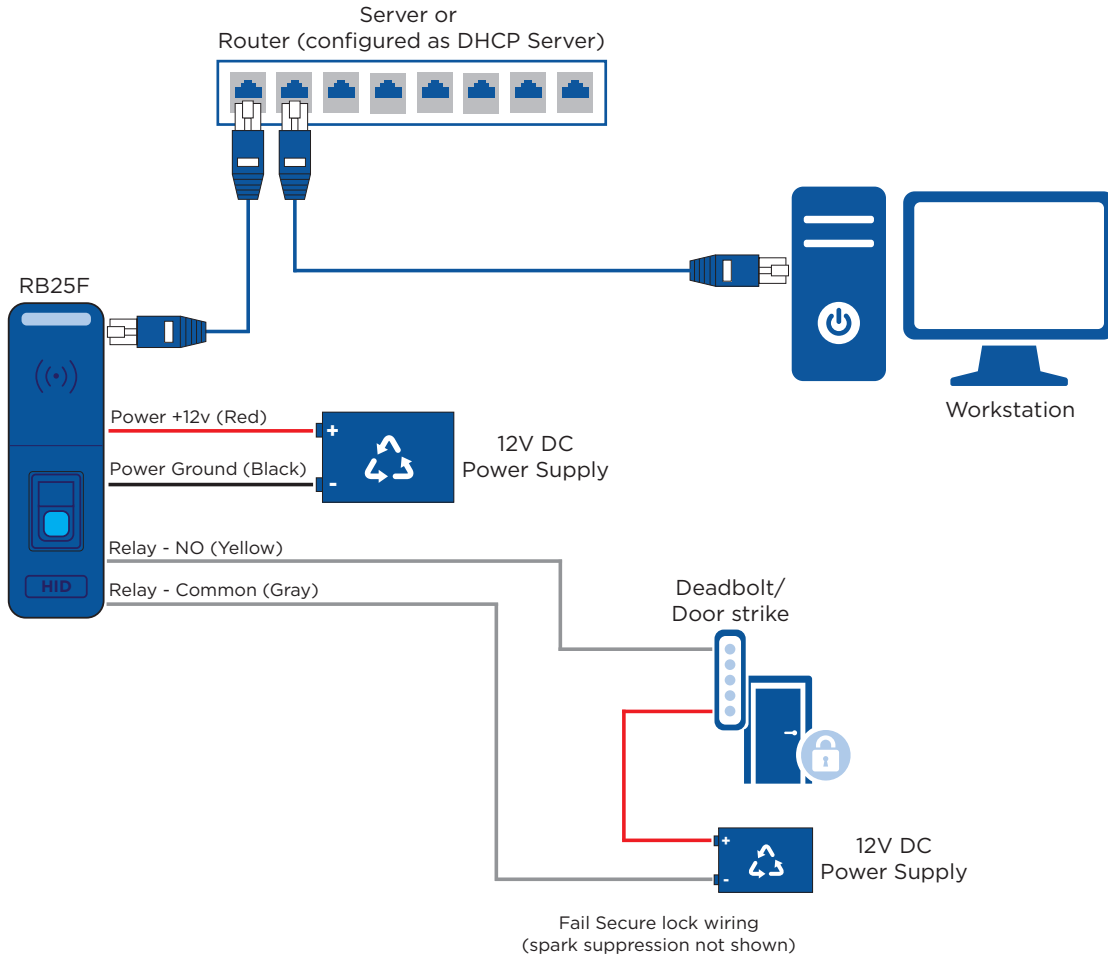 Server or
Router (configured as DHCP Server)
RB25F
Workstation
Power +12v (Red)
+
12V DC
Power Supply
Power Ground (Black)
-
Relay - NO (Yellow)
HID
Relay - Common (Gray)
Deadbolt/
Door strike
+
12V DC
Power Supply
-
Fail Secure lock wiring
(spark suppression not shown)